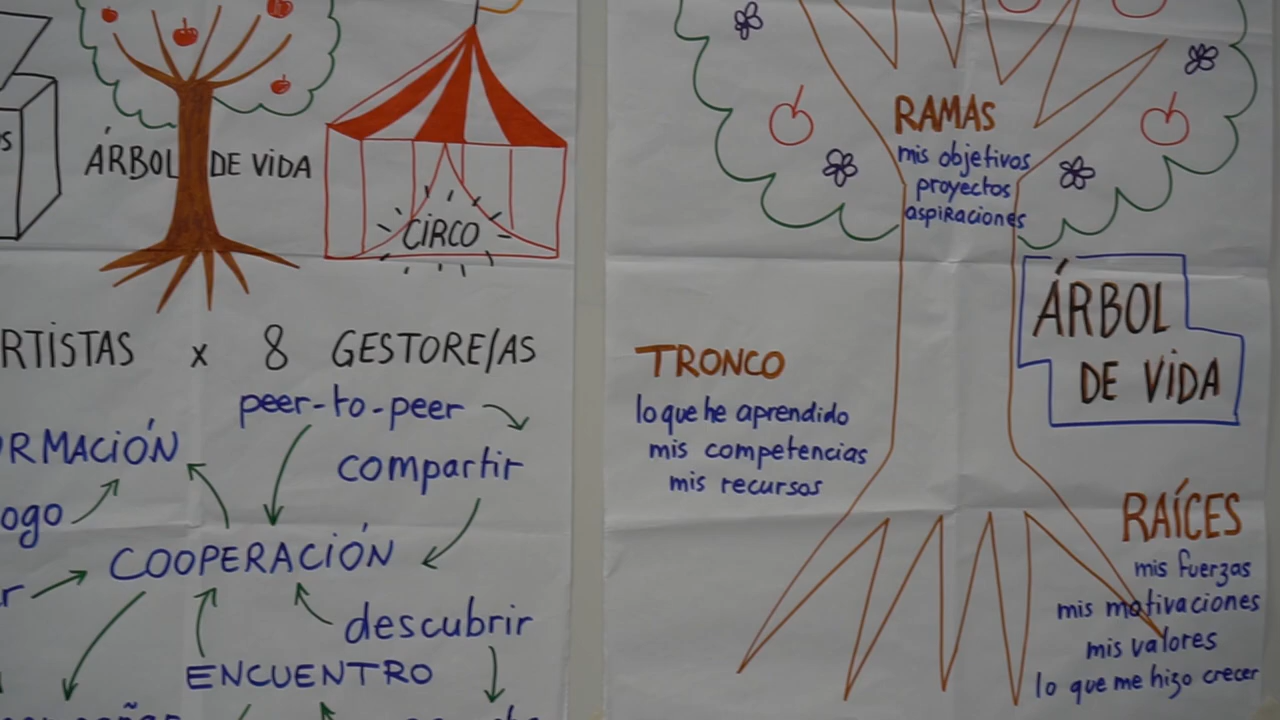 ÁRBOL DE ViDA
CiRCO
RTiSTAS x 8 GESTORE/AS
peer-to-peer
compartir
RMACiÓN
ogo
COOPERACiÓN
descubrir
ENCUENTRO
RAMAS
mis objetivos
proyectos
aspiraciones
ÁRBOL
DE ViDA
TRONCO
lo que he aprendido
mis competencias
mis recursos
RAÍCES
mis fuerzas
mis motivaciones
mis valores
lo que me hizo crecer